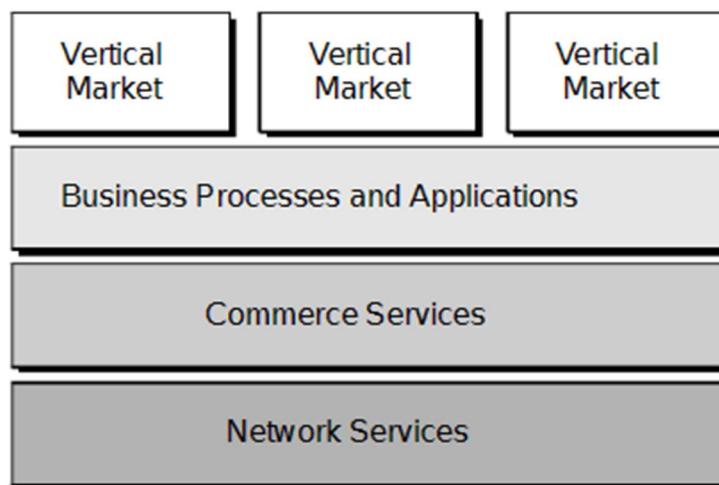 Vertical Vertical Vertical
Market Market Market
Business Processes and Applications
Commerce Services
Network Services